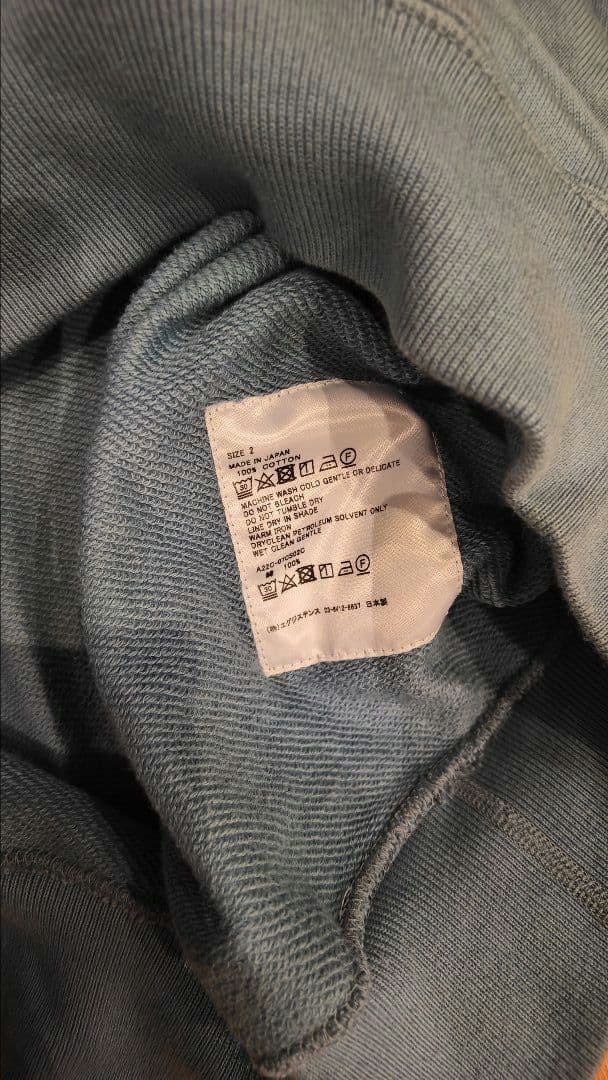 SIZE 2
MADE IN JAPAN
100% COTTON
30 F
MACHINE WASH COLD GENTLE OR DELICATE
DO NOT BLEACH
DO NOT TUMBLE DRY
LINE DRY IN SHADE
WARM IRON
DRYCLEAN PETROLEUM SOLVENT ONLY
WET CLEAN GENTLE
100%
30 F
エグジステンス 03-6412-8837 日本製